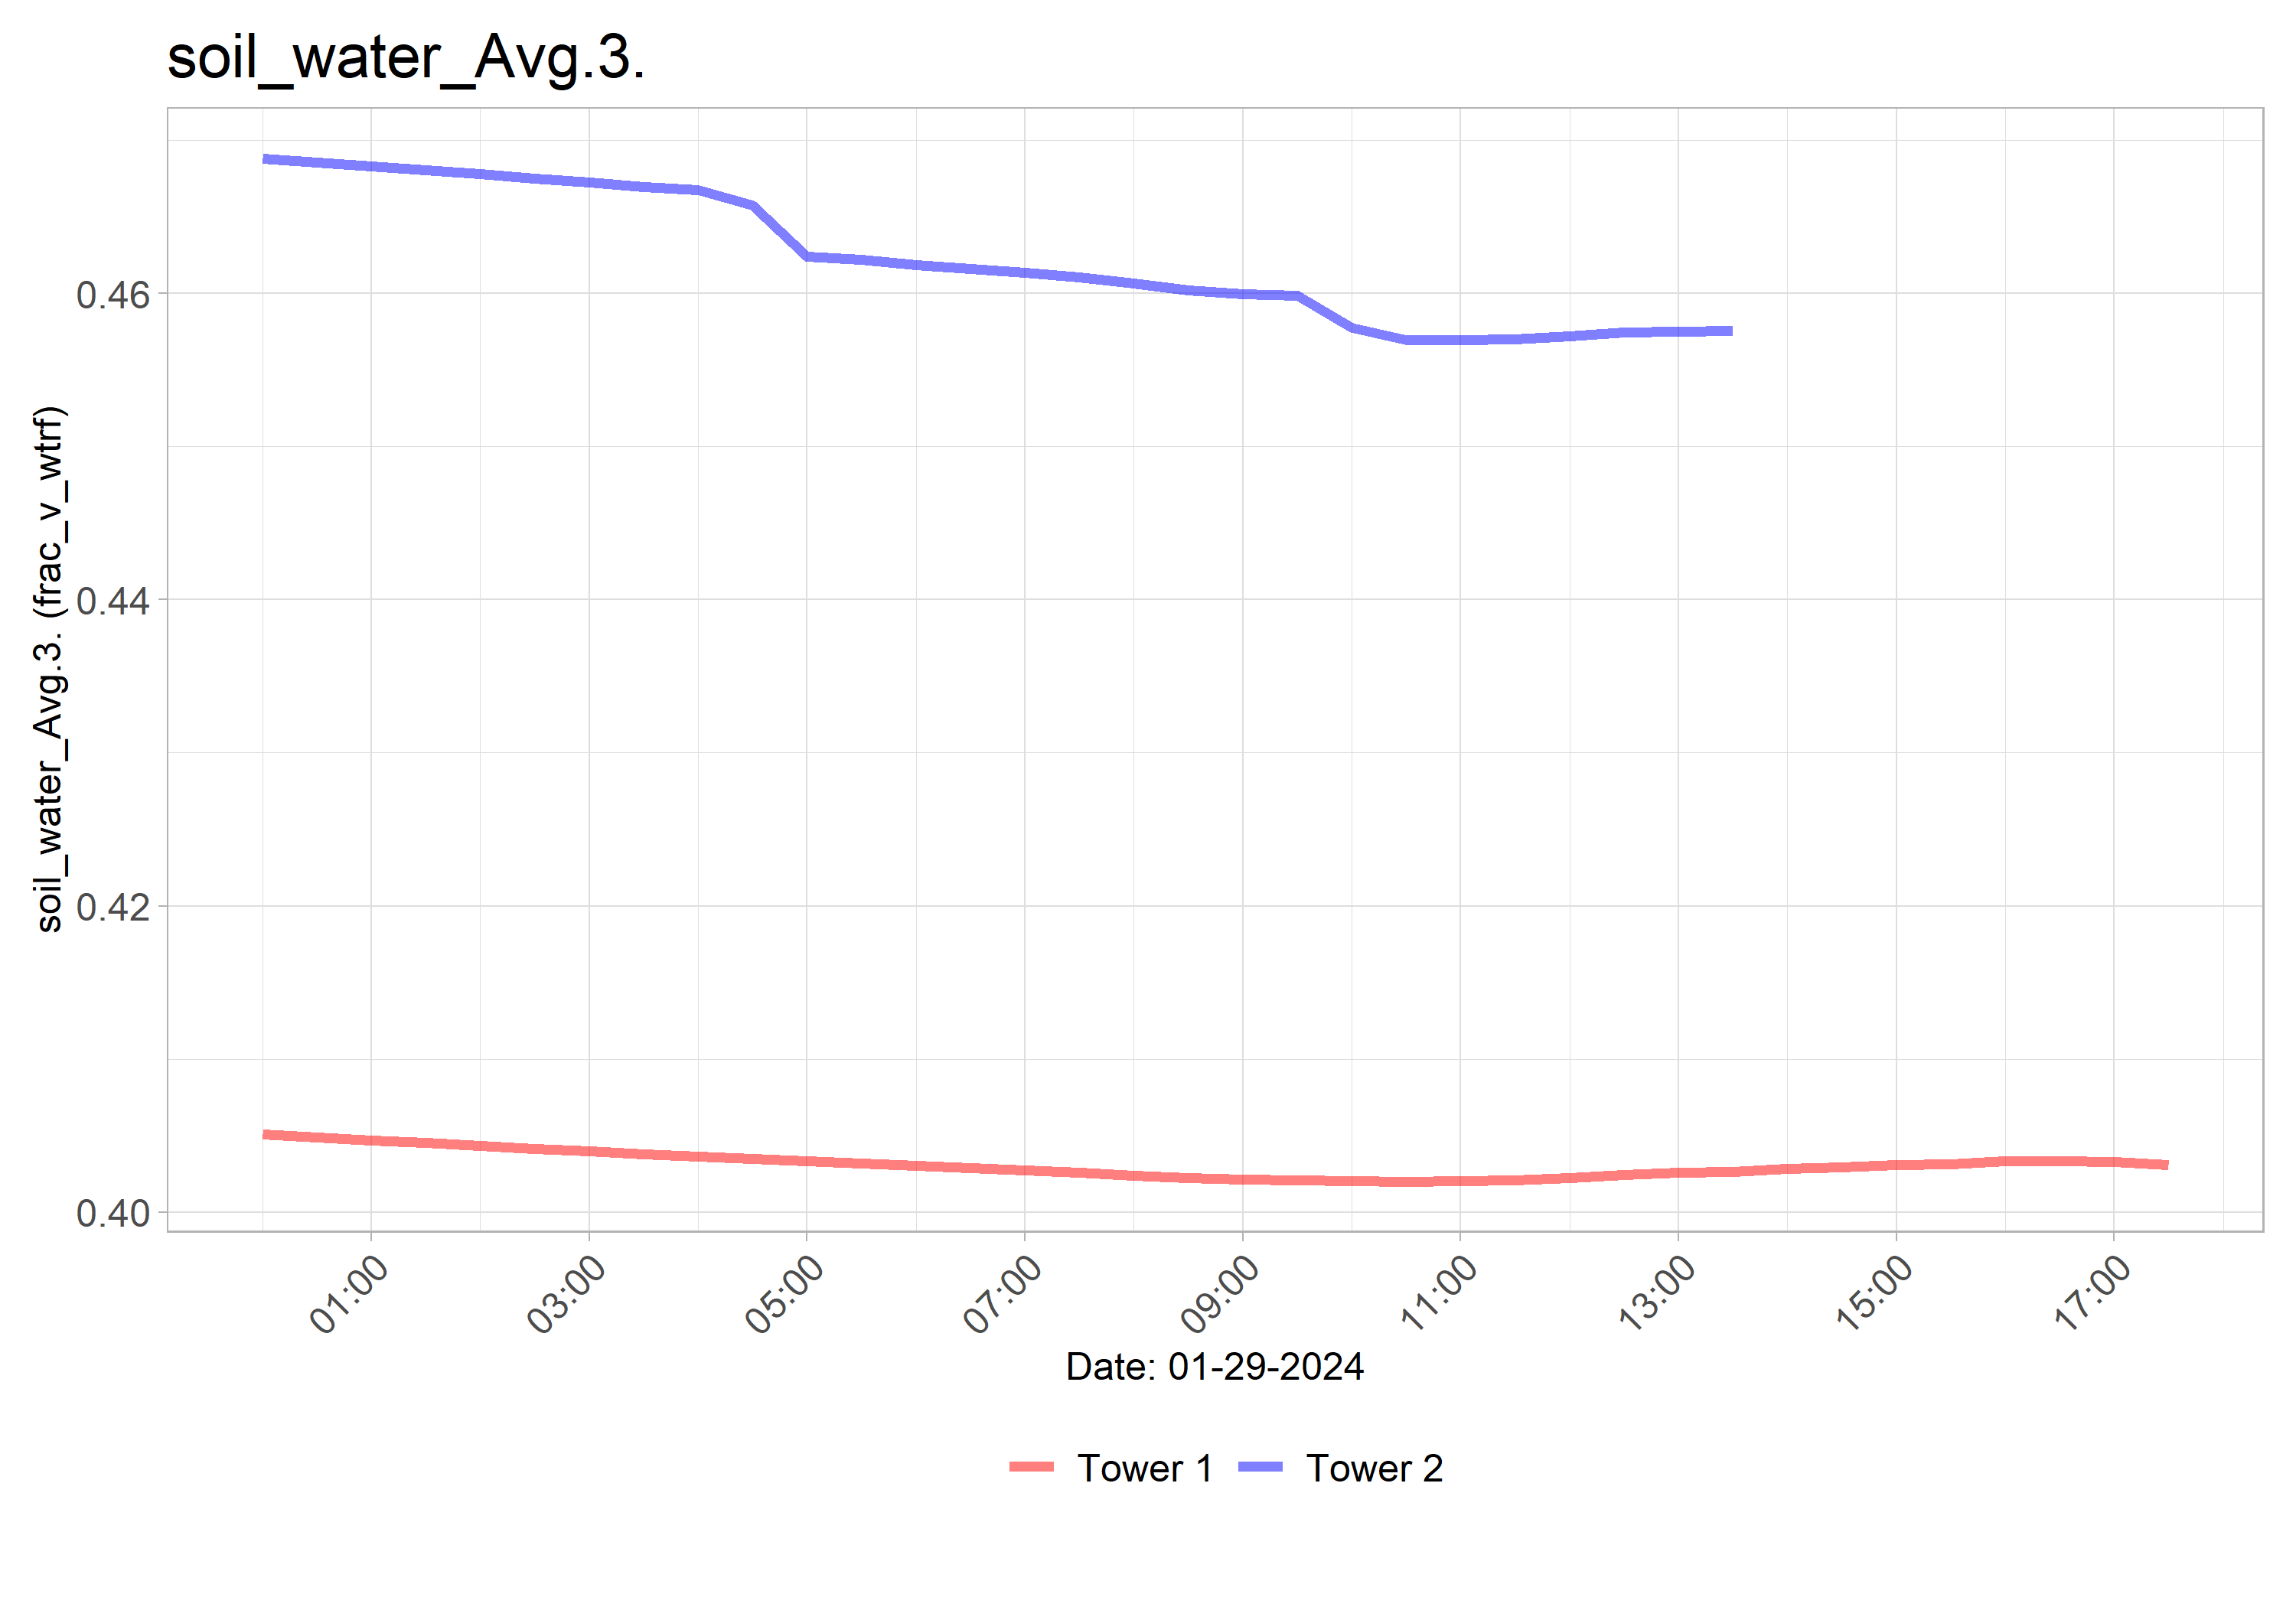 soil_water_Avg.3.
soil_water_Avg.3. (frac_v_wtrf)
0.46
0.44
0.42
0.40
01:00
03:00
05:00
07:00
09:00
11:00
13:00
15:00
17:00
Date: 01-29-2024
Tower 1
Tower 2